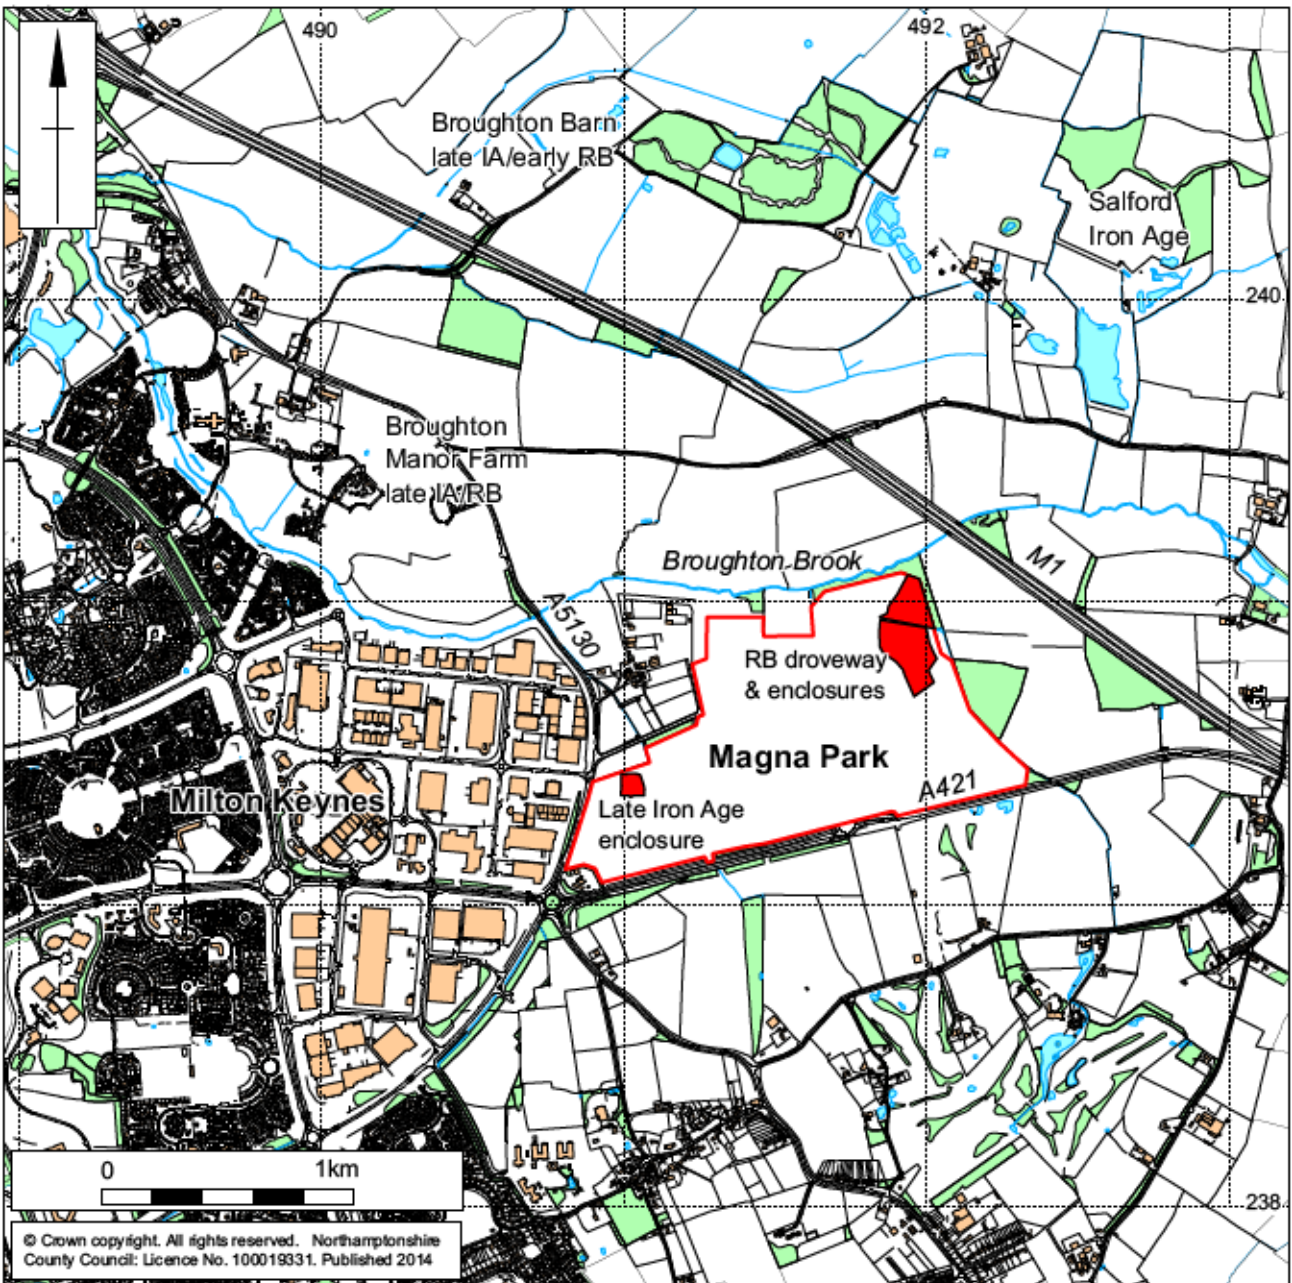 490
492
Broughton Barn
late IA/early RB
Salford
Iron Age
240
Broughton
Manor Farm
late IA/RB
Broughton Brook
M1
A5130
RB droveway
& enclosures
Magna Park
A421
Milton Keynes
Late Iron Age
enclosure
0 1km
238
© Crown copyright. All rights reserved. Northamptonshire
County Council: Licence No. 100019331. Published 2014